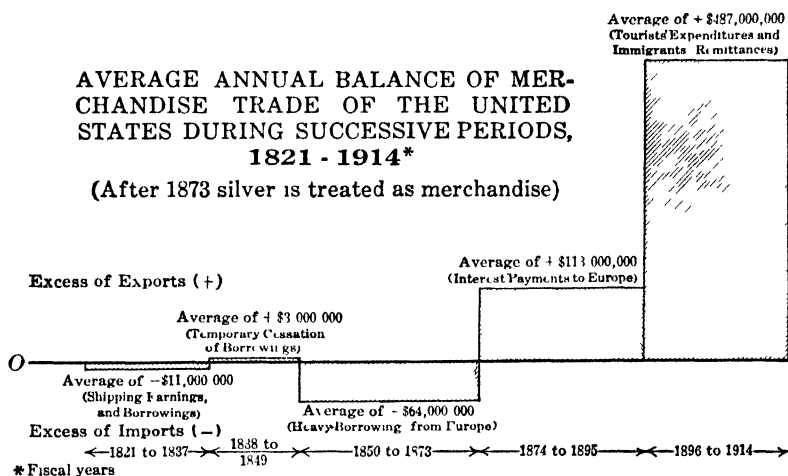 Average of + $487,000,000
(Tourists' Expenditures and
Immigrants Remittances)
AVERAGE ANNUAL BALANCE OF MER-
CHANDISE TRADE OF THE UNITED
STATES DURING SUCCESSIVE PERIODS,
1821 - 1914*
(After 1873 silver is treated as merchandise)
Average of + $113 000,000
(Interest Payments to Europe)
Excess of Exports (+)
Average of + $3 000 000
(Temporary Cessation
of Borrowings)
O
Average of -$11,000 000
(Shipping Earnings,
and Borrowings)
Average of - $64,000 000
(Heavy Borrowing from Europe)
Excess of Imports (-)
1821 to 1837
1838 to
1849
1850 to 1873
1874 to 1895
1896 to 1914
*Fiscal years